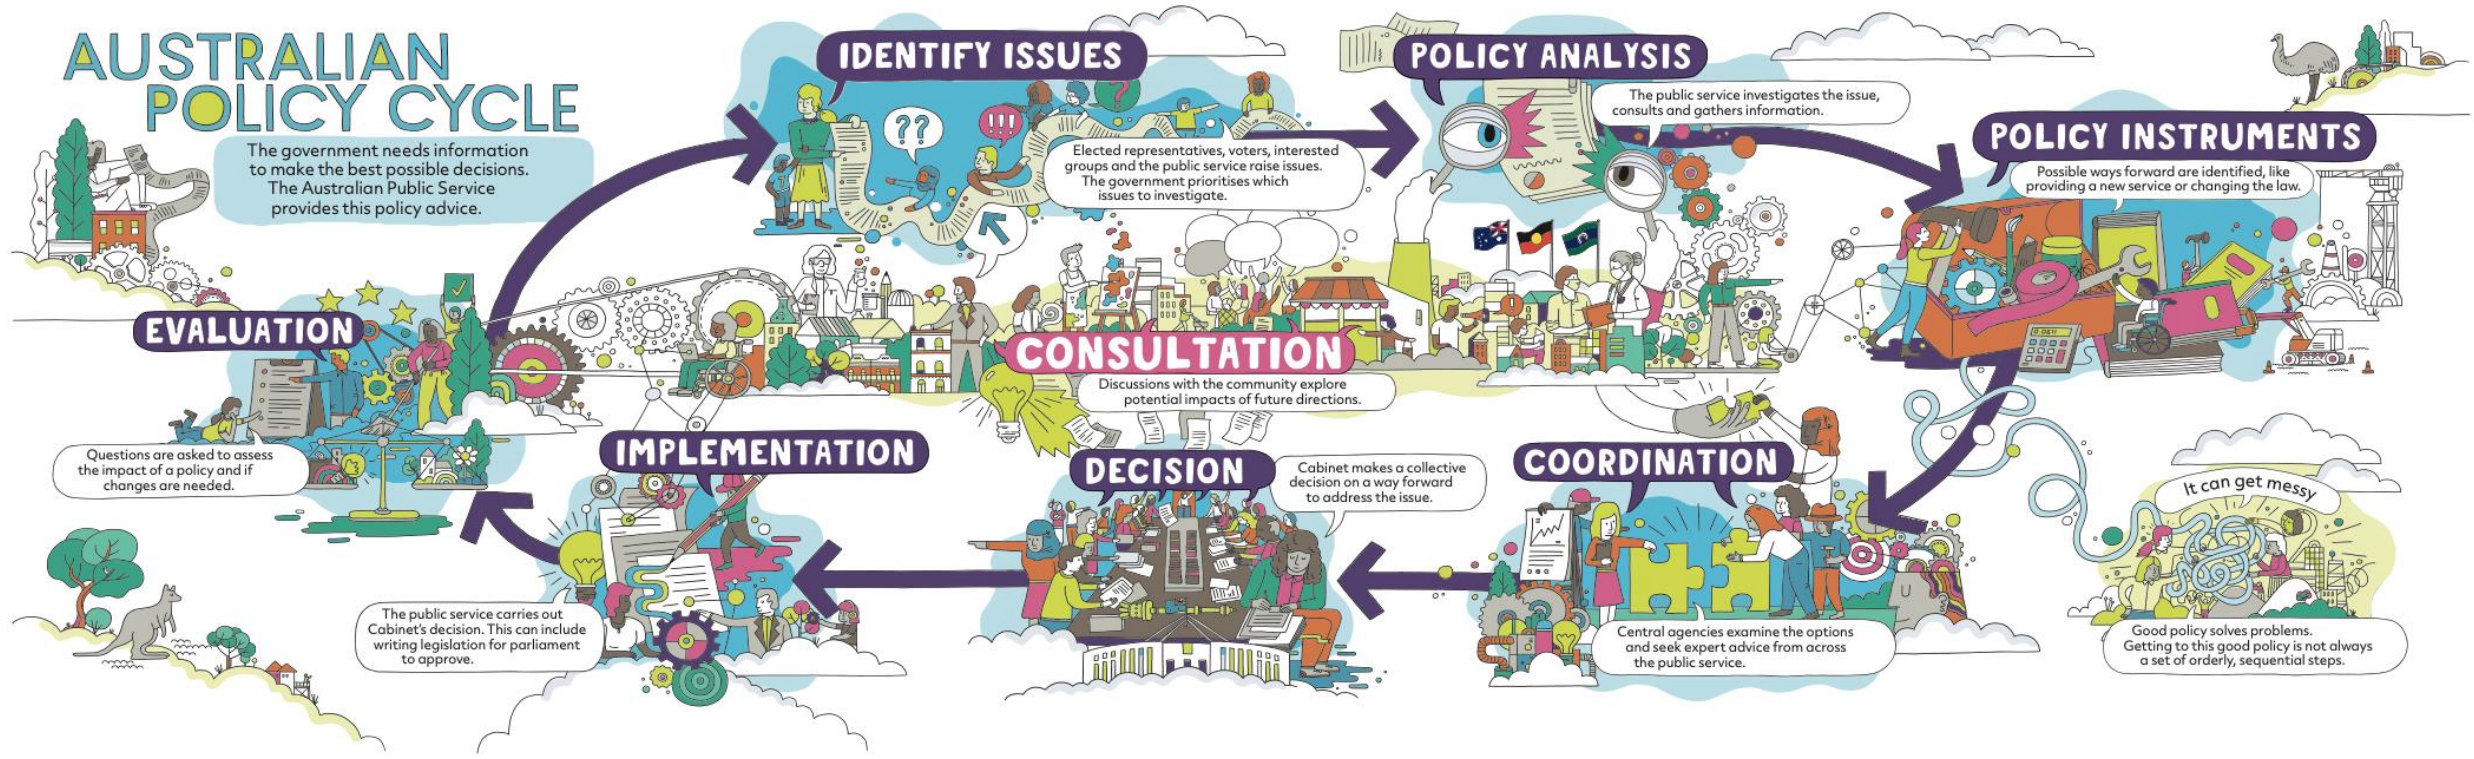 AUSTRALIAN
POLICY CYCLE
The government needs information
to make the best possible decisions.
The Australian Public Service
provides this policy advice.
IDENTIFY ISSUES
??
!!!
?
Elected representatives, voters, interested
groups and the public service raise issues.
The government prioritises which
issues to investigate.
POLICY ANALYSIS
The public service investigates the issue,
consults and gathers information.
POLICY INSTRUMENTS
Possible ways forward are identified, like
providing a new service or changing the law.
CONSULTATION
Discussions with the community explore
potential impacts of future directions.
COORDINATION
Central agencies examine the options
and seek expert advice from across
the public service.
DECISION
Cabinet makes a collective
decision on a way forward
to address the issue.
IMPLEMENTATION
The public service carries out
Cabinet's decision. This can include
writing legislation for parliament
to approve.
EVALUATION
Questions are asked to assess
the impact of a policy and if
changes are needed.
It can get messy
Good policy solves problems.
Getting to this good policy is not always
a set of orderly, sequential steps.